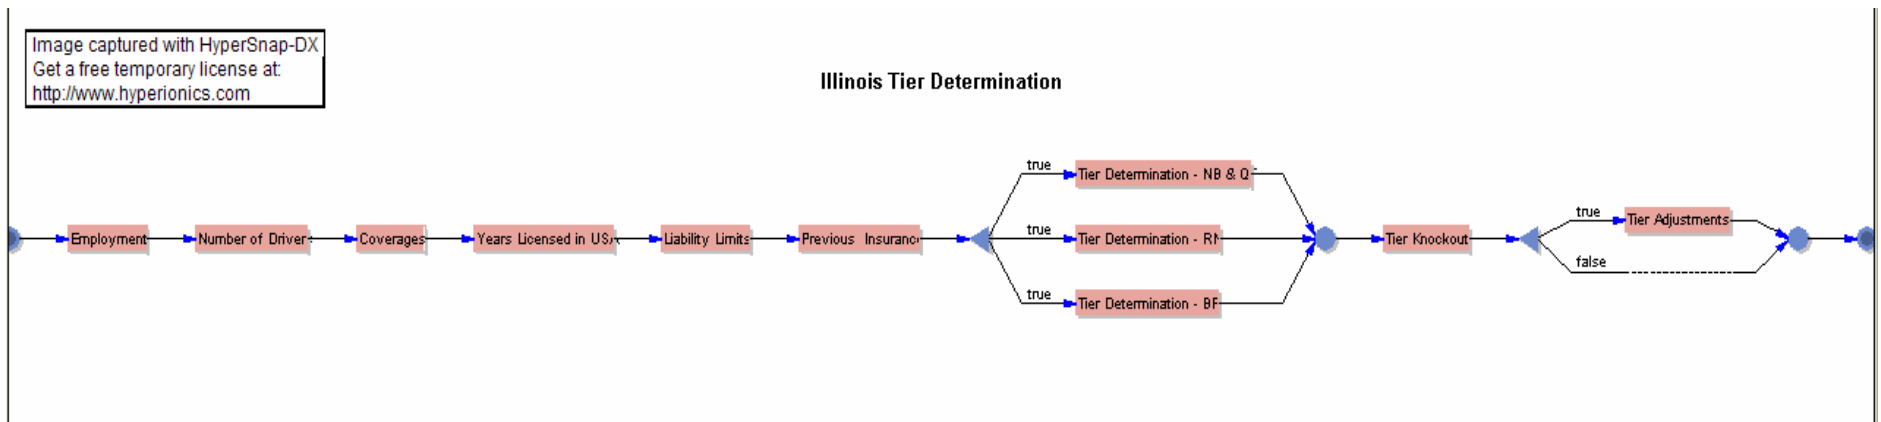 Image captured with HyperSnap-DX
Get a free temporary license at:
http://www.hyperionics.com
Illinois Tier Determination
Employment
Number of Driver
Coverages
Years Licensed in USA
Liability Limits
Previous Insuranc
true
Tier Determination - NB & Q
true
Tier Determination - RN
true
Tier Determination - BF
Tier Knockout
true
Tier Adjustments
false